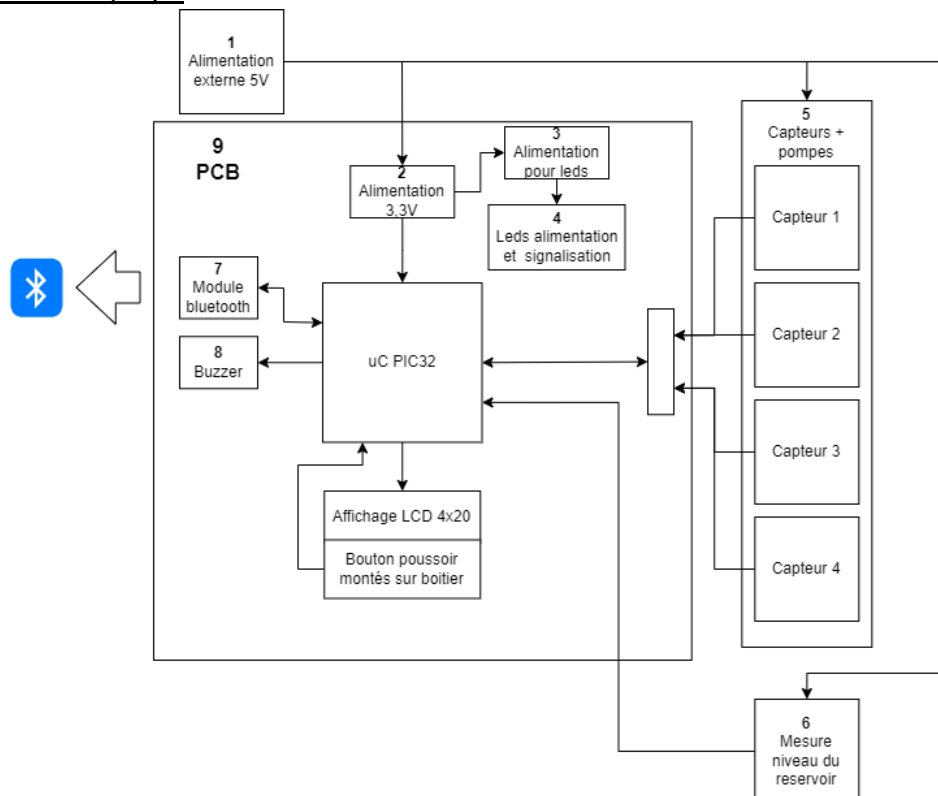 1
Alimentation
externe 5V
9
PCB
2
Alimentation
3,3V
3
Alimentation
pour leds
4
Leds alimentation
et signalisation
5
Capteurs +
pompes
Capteur 1
Capteur 2
Capteur 3
Capteur 4
7
Module
bluetooth
8
Buzzer
uC PIC32
Affichage LCD 4x20
Bouton poussoir
montés sur boitier
6
Mesure
niveau du
reservoir